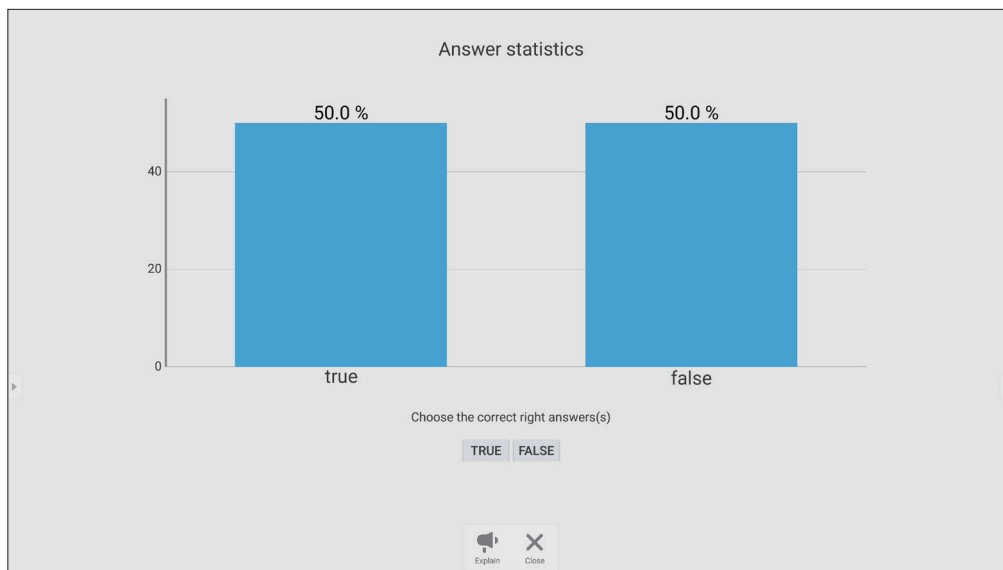 Answer statistics
50.0 %
50.0 %
40
20
0
true
false
Choose the correct right answers(s)
TRUE FALSE
Explain
Close